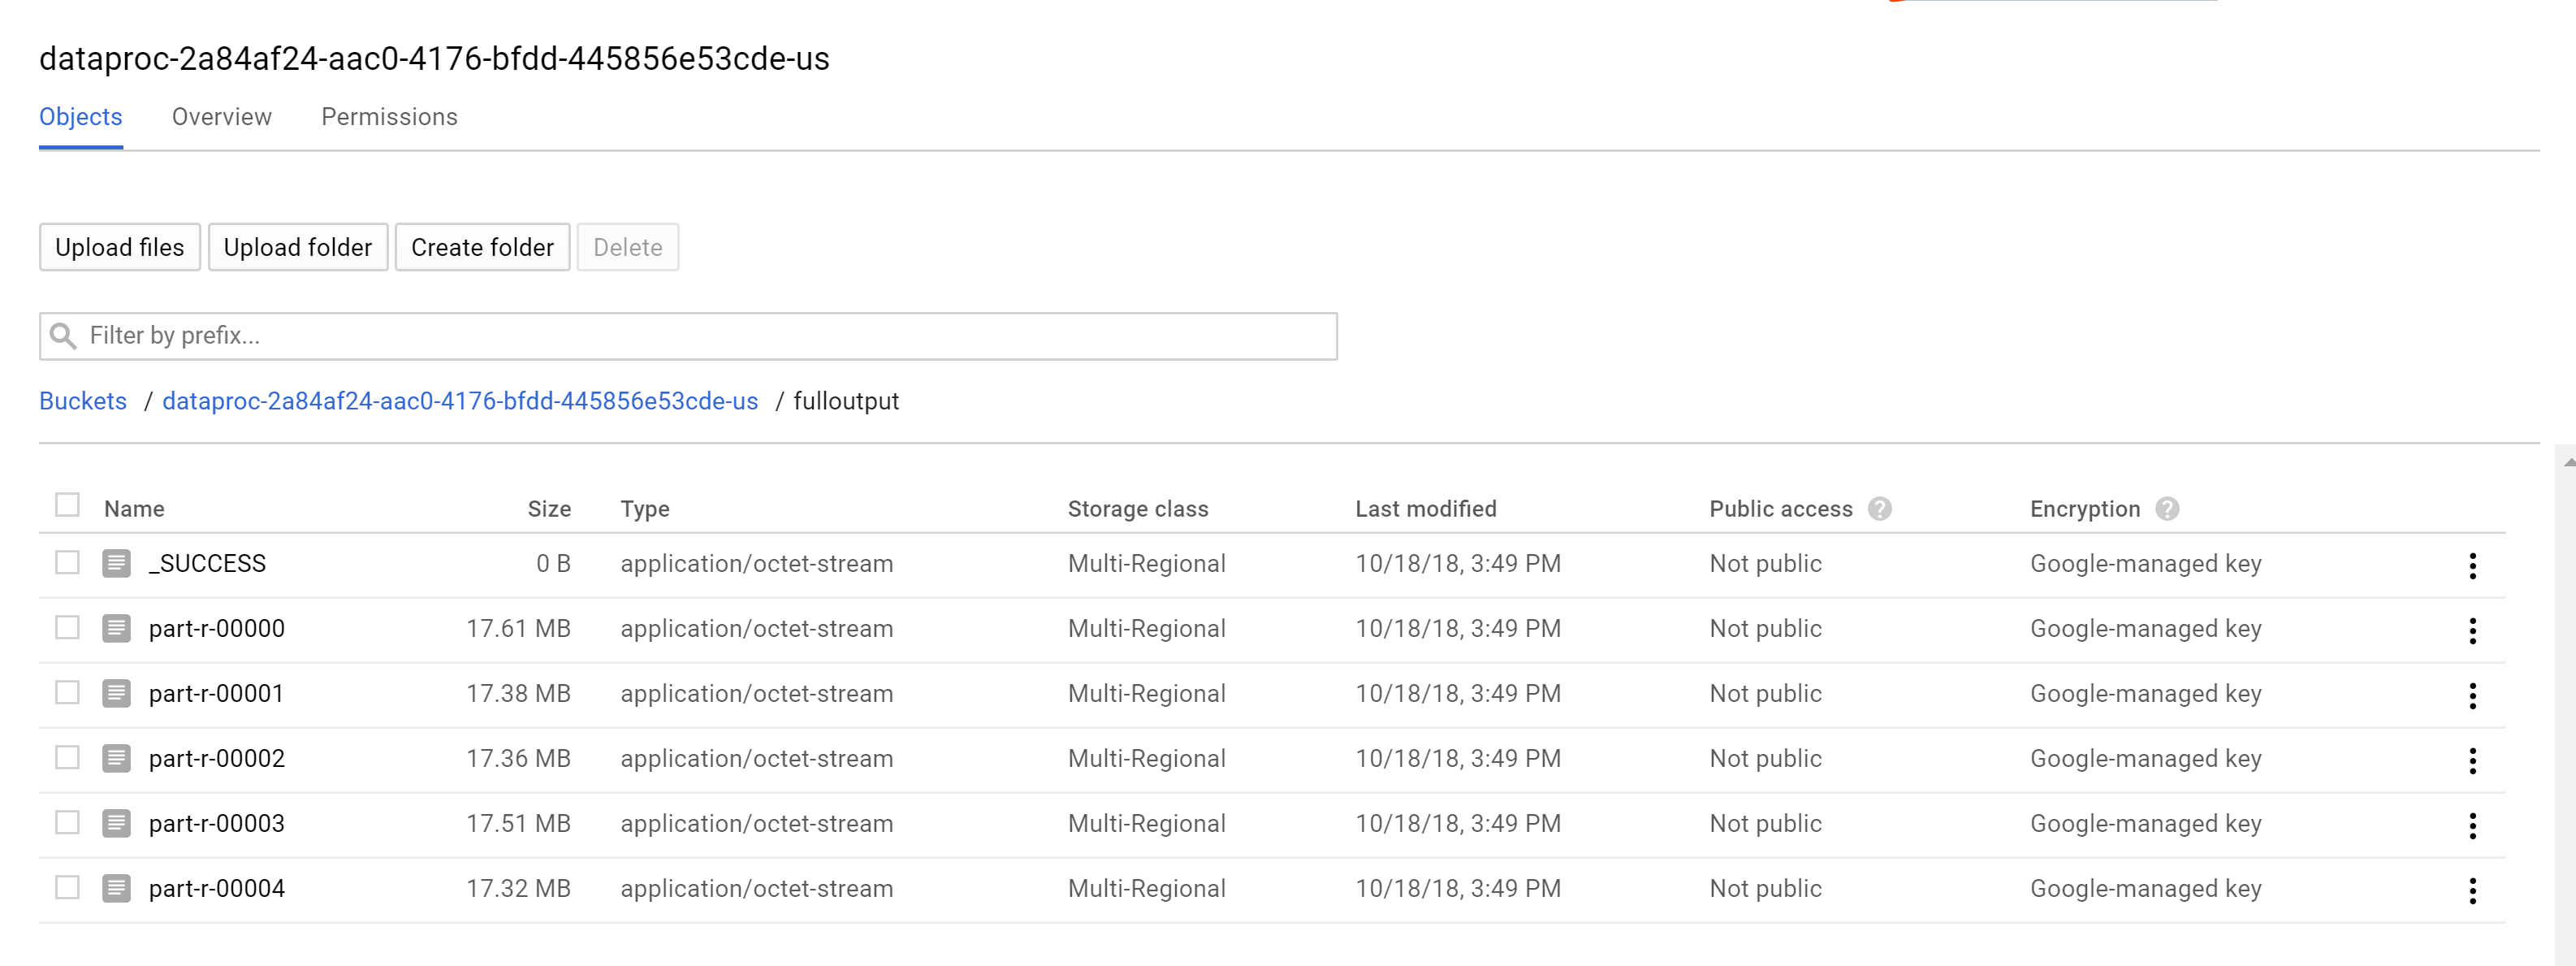 dataproc-2a84af24-aac0-4176-bfdd-445856e53cde-us
Objects Overview Permissions
Upload files Upload folder Create folder Delete
Filter by prefix...
Buckets / dataproc-2a84af24-aac0-4176-bfdd-445856e53cde-us / fulloutput
Name Size Type Storage class Last modified Public access ? Encryption ?
_SUCCESS 0 B application/octet-stream Multi-Regional 10/18/18, 3:49 PM Not public Google-managed key
part-r-00000 17.61 MB application/octet-stream Multi-Regional 10/18/18, 3:49 PM Not public Google-managed key
part-r-00001 17.38 MB application/octet-stream Multi-Regional 10/18/18, 3:49 PM Not public Google-managed key
part-r-00002 17.36 MB application/octet-stream Multi-Regional 10/18/18, 3:49 PM Not public Google-managed key
part-r-00003 17.51 MB application/octet-stream Multi-Regional 10/18/18, 3:49 PM Not public Google-managed key
part-r-00004 17.32 MB application/octet-stream Multi-Regional 10/18/18, 3:49 PM Not public Google-managed key